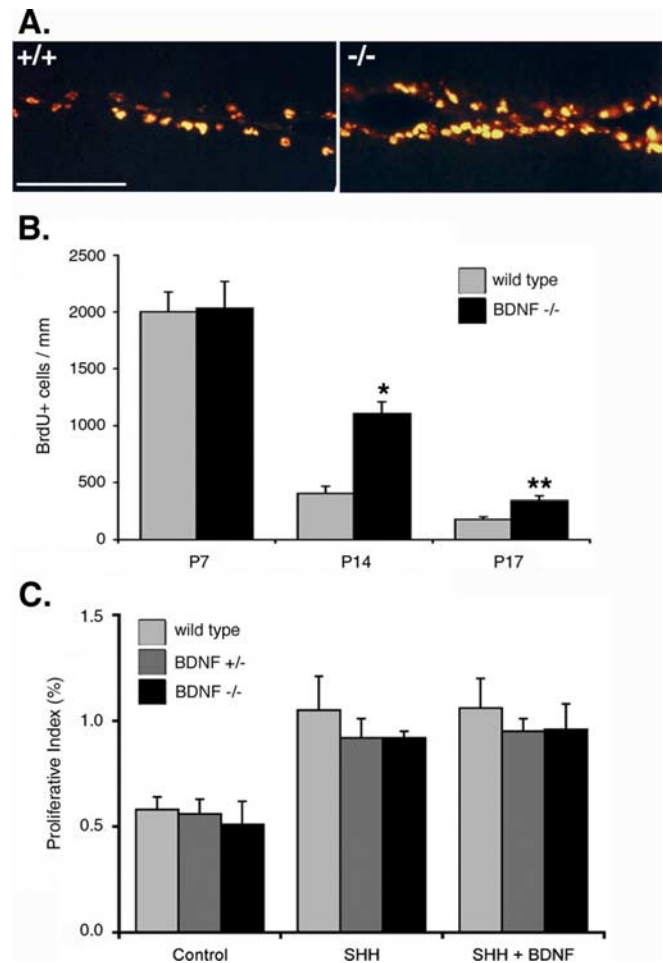 A.
+/+
-/-
B.
2500
2000
1500
1000
500
0
BrdU+ cells / mm
wild type
BDNF -/-
*
**
P7
P14
P17
C.
1.5
1.0
0.5
0.0
Proliferative Index (%)
wild type
BDNF +/-
BDNF -/-
Control
SHH
SHH + BDNF